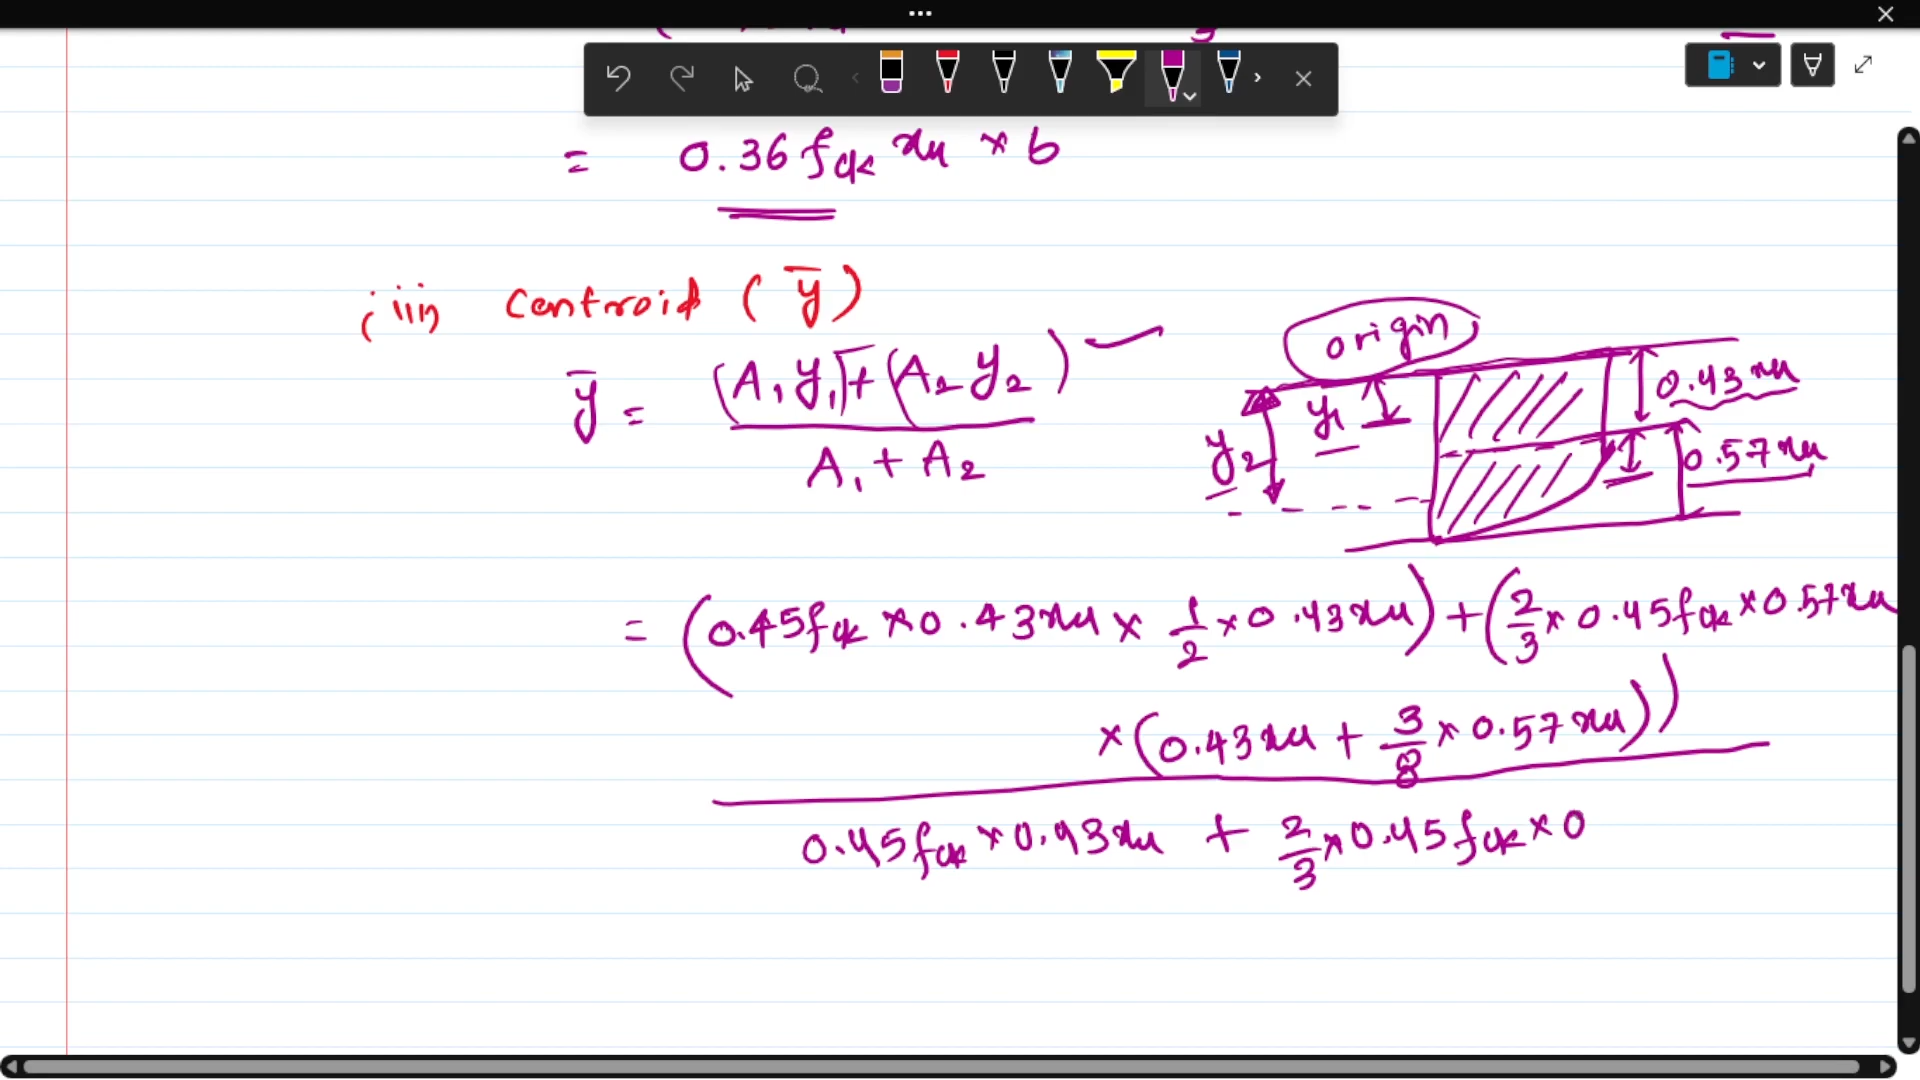 = 0.36 fck xu × b
(iii) Centroid (ȳ)
ȳ = (A₁y₁)+(A₂y₂)
A₁ + A₂
origin
y₁
y₂
0.43xu
0.57xu
= (0.45fck × 0.43xu × 1/2 × 0.43xu) + (2/3 × 0.45fck × 0.57xu
× (0.43xu + 3/8 × 0.57xu))
0.45fck × 0.43xu + 2/3 × 0.45fck × 0